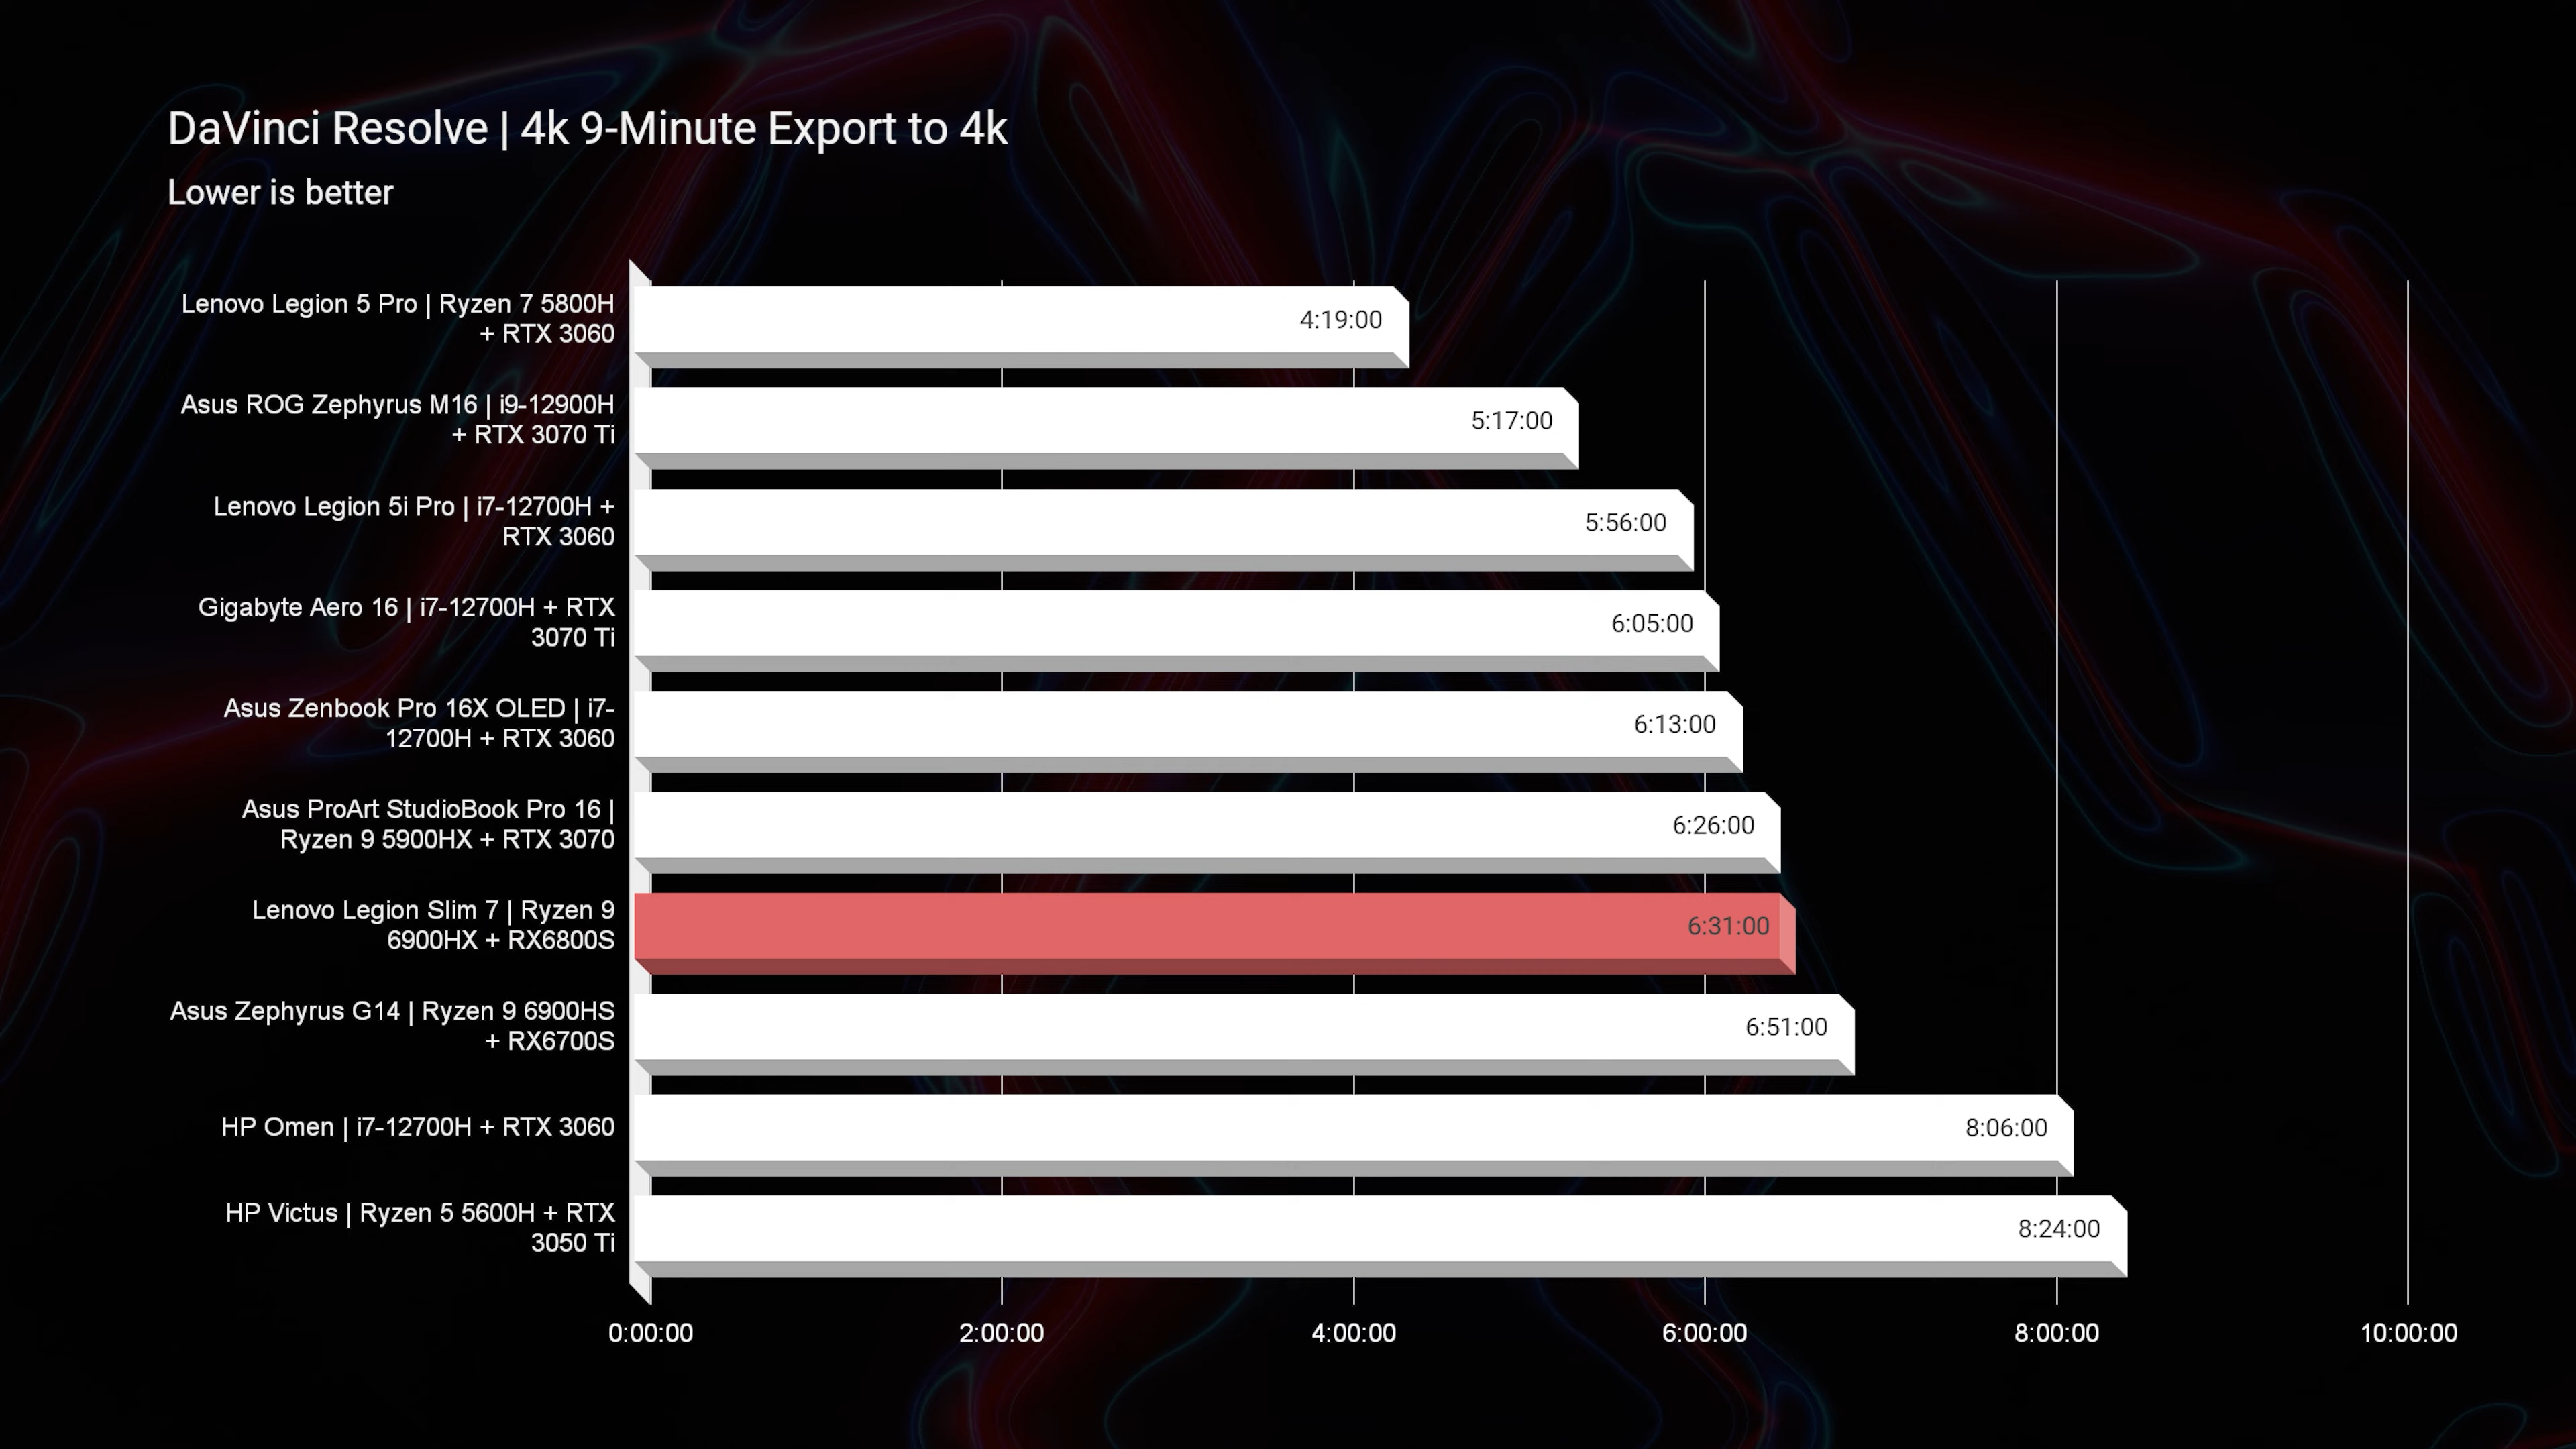 DaVinci Resolve | 4k 9-Minute Export to 4k
Lower is better
Lenovo Legion 5 Pro | Ryzen 7 5800H
+ RTX 3060
4:19:00
Asus ROG Zephyrus M16 | i9-12900H
+ RTX 3070 Ti
5:17:00
Lenovo Legion 5i Pro | i7-12700H +
RTX 3060
5:56:00
Gigabyte Aero 16 | i7-12700H + RTX
3070 Ti
6:05:00
Asus Zenbook Pro 16X OLED | i7-
12700H + RTX 3060
6:13:00
Asus ProArt StudioBook Pro 16 |
Ryzen 9 5900HX + RTX 3070
6:26:00
Lenovo Legion Slim 7 | Ryzen 9
6900HX + RX6800S
6:31:00
Asus Zephyrus G14 | Ryzen 9 6900HS
+ RX6700S
6:51:00
HP Omen | i7-12700H + RTX 3060
8:06:00
HP Victus | Ryzen 5 5600H + RTX
3050 Ti
8:24:00
0:00:00 2:00:00 4:00:00 6:00:00 8:00:00 10:00:00